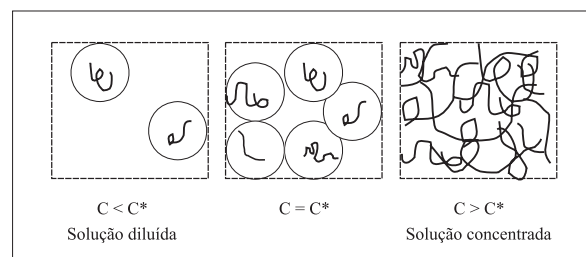 C < C* C = C* C > C*
Solução diluída Solução concentrada